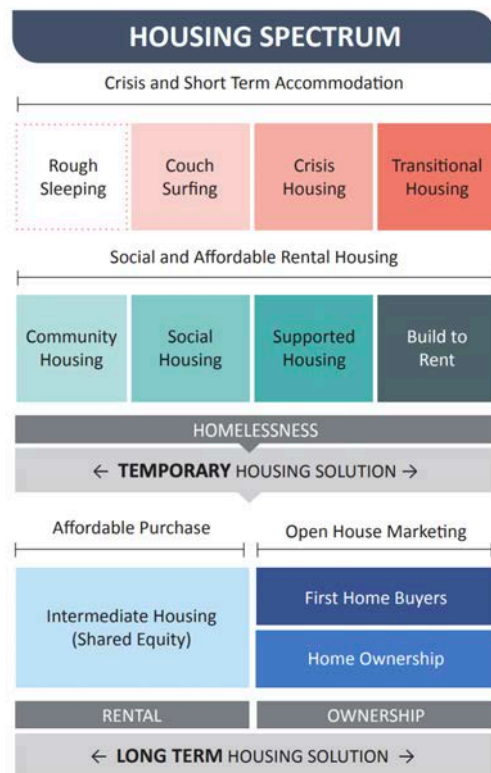 HOUSING SPECTRUM
Crisis and Short Term Accommodation
Rough
Sleeping
Couch
Surfing
Crisis
Housing
Transitional
Housing
Social and Affordable Rental Housing
Community
Housing
Social
Housing
Supported
Housing
Build to
Rent
HOMELESSNESS
← TEMPORARY HOUSING SOLUTION →
Affordable Purchase
Open House Marketing
Intermediate Housing
(Shared Equity)
First Home Buyers
Home Ownership
RENTAL
OWNERSHIP
← LONG TERM HOUSING SOLUTION →